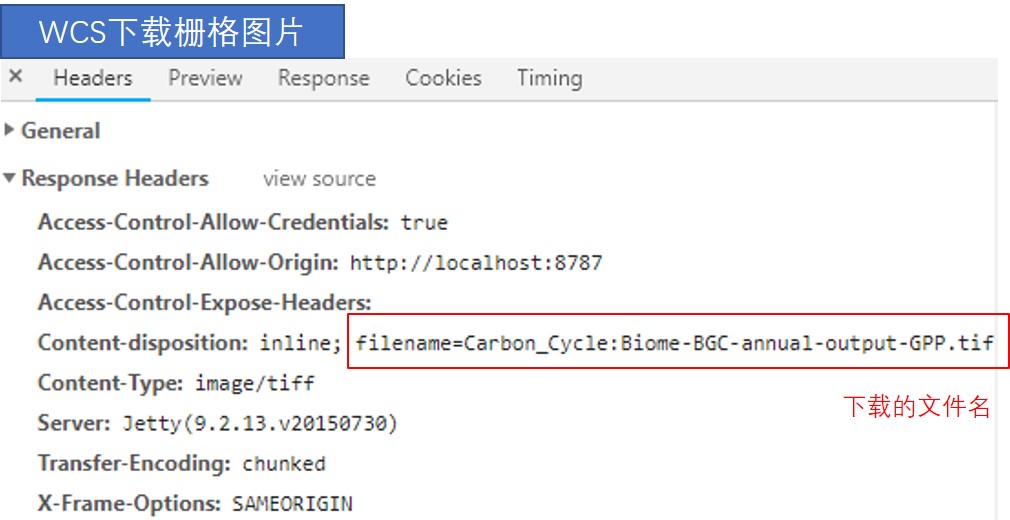 WCS下载栅格图片
× Headers Preview Response Cookies Timing
General
Response Headers view source
Access-Control-Allow-Credentials: true
Access-Control-Allow-Origin: http://localhost:8787
Access-Control-Expose-Headers:
Content-disposition: inline; filename=Carbon_Cycle:Biome-BGC-annual-output-GPP.tif
Content-Type: image/tiff
下载的文件名
Server: Jetty(9.2.13.v20150730)
Transfer-Encoding: chunked
X-Frame-Options: SAMEORIGIN